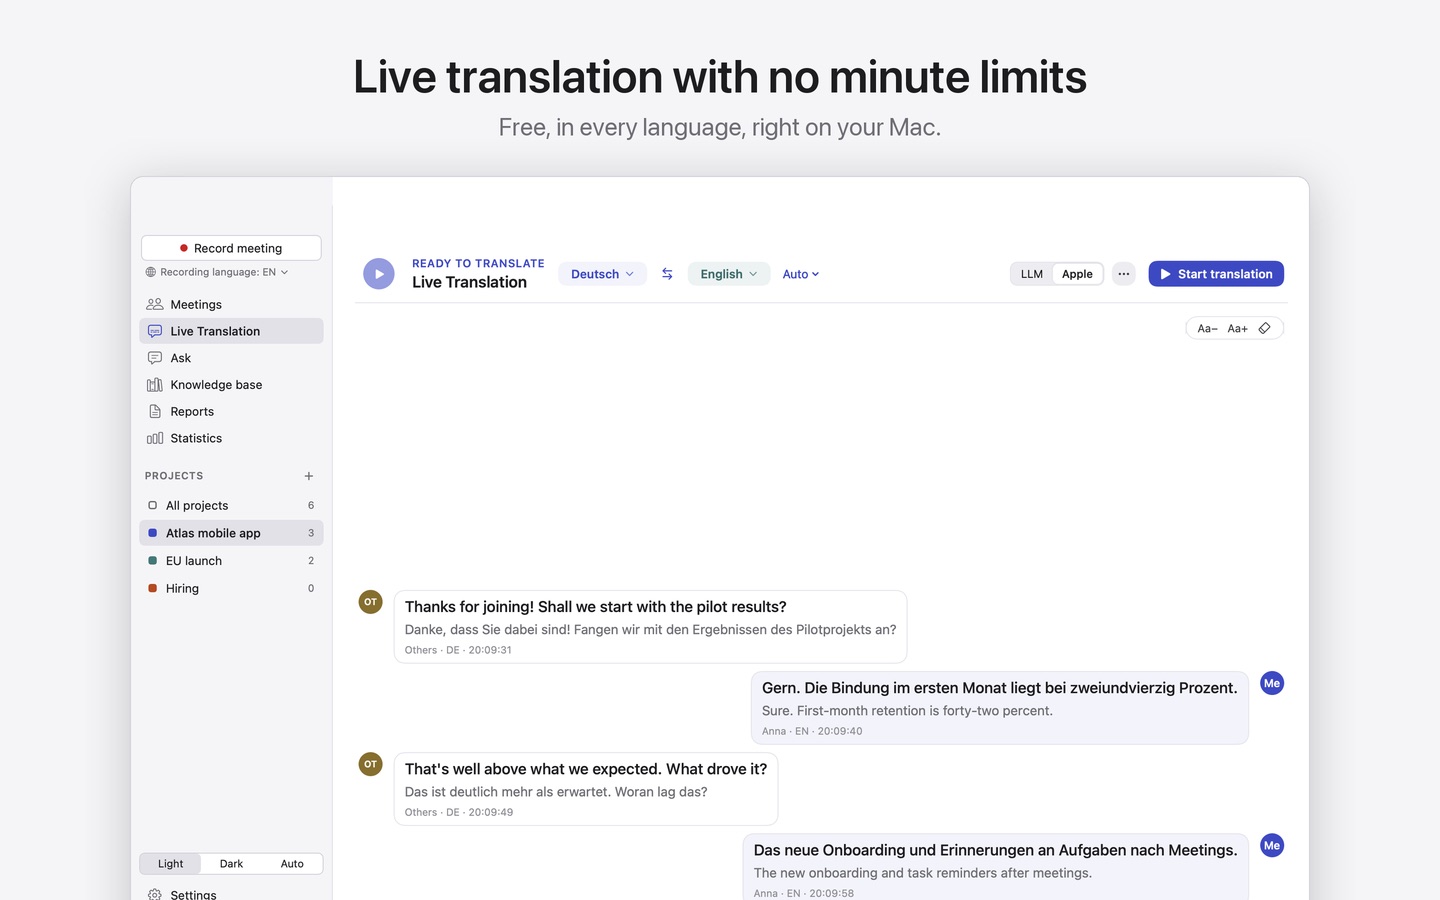 Live translation with no minute limits
Free, in every language, right on your Mac.
Record meeting
Recording language: EN
Meetings
Live Translation
Ask
Knowledge base
Reports
Statistics
PROJECTS
All projects 6
Atlas mobile app 3
EU launch 2
Hiring 0
Light Dark Auto
Settings
READY TO TRANSLATE
Live Translation
Deutsch English Auto
LLM Apple
Start translation
Aa− Aa+
OT
Thanks for joining! Shall we start with the pilot results?
Danke, dass Sie dabei sind! Fangen wir mit den Ergebnissen des Pilotprojekts an?
Others · DE · 20:09:31
Me
Gern. Die Bindung im ersten Monat liegt bei zweiundvierzig Prozent.
Sure. First-month retention is forty-two percent.
Anna · EN · 20:09:40
OT
That's well above what we expected. What drove it?
Das ist deutlich mehr als erwartet. Woran lag das?
Others · DE · 20:09:49
Me
Das neue Onboarding und Erinnerungen an Aufgaben nach Meetings.
The new onboarding and task reminders after meetings.
Anna · EN · 20:09:58